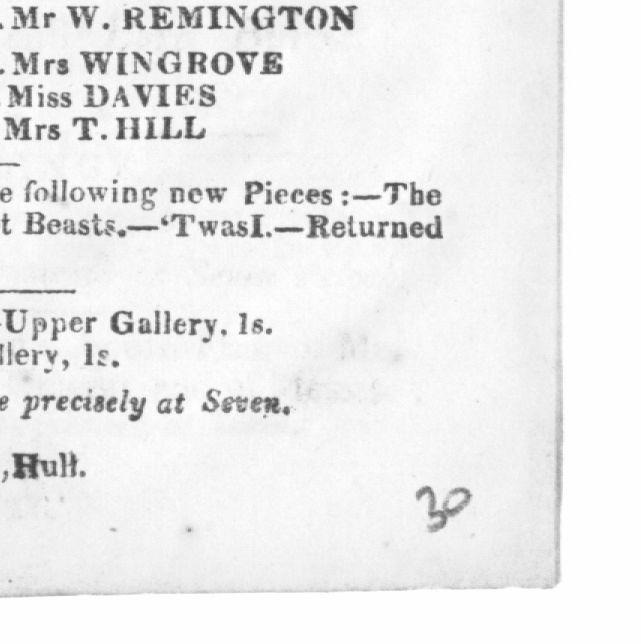 . Mr W. REMINGTON
. Mrs WINGROVE
. Miss DAVIES
Mrs T. HILL
e following new Pieces:—The
t Beasts.—'TwasI.—Returned
Upper Gallery, 1s.
llery, 1s.
e precisely at Seven.
,Hull.
30